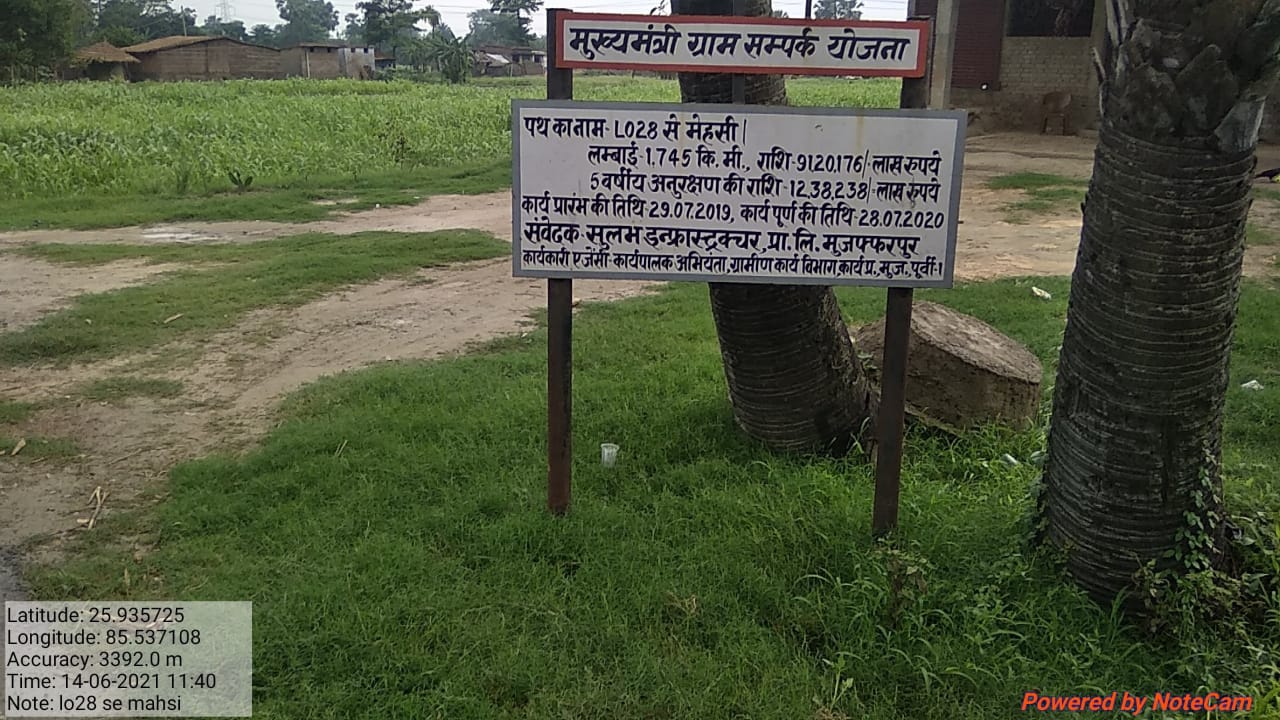 मुख्यमंत्री ग्राम सम्पर्क योजना
पथ का नाम- L028 से मेहसी|
लम्बाई-1.745 कि. मी., राशि-91.20.176/-लाख रुपये
5 वर्षीय अनुरक्षण की राशि-12.38.238/-लाख रुपये
कार्य प्रारंभ की तिथि-29.07.2019, कार्य पूर्ण की तिथि-28.07.2020
संवेदक- सुलभ इन्फ्रास्ट्रक्चर, प्रा. लि. मुजफ्फरपुर
कार्यकारी एजेंसी-कार्यपालक अभियंता, ग्रामीण कार्य विभाग, कार्य प्र. मुज. पूर्वी-1
Latitude: 25.935725
Longitude: 85.537108
Accuracy: 3392.0 m
Time: 14-06-2021 11:40
Note: lo28 se mahsi
Powered by NoteCam